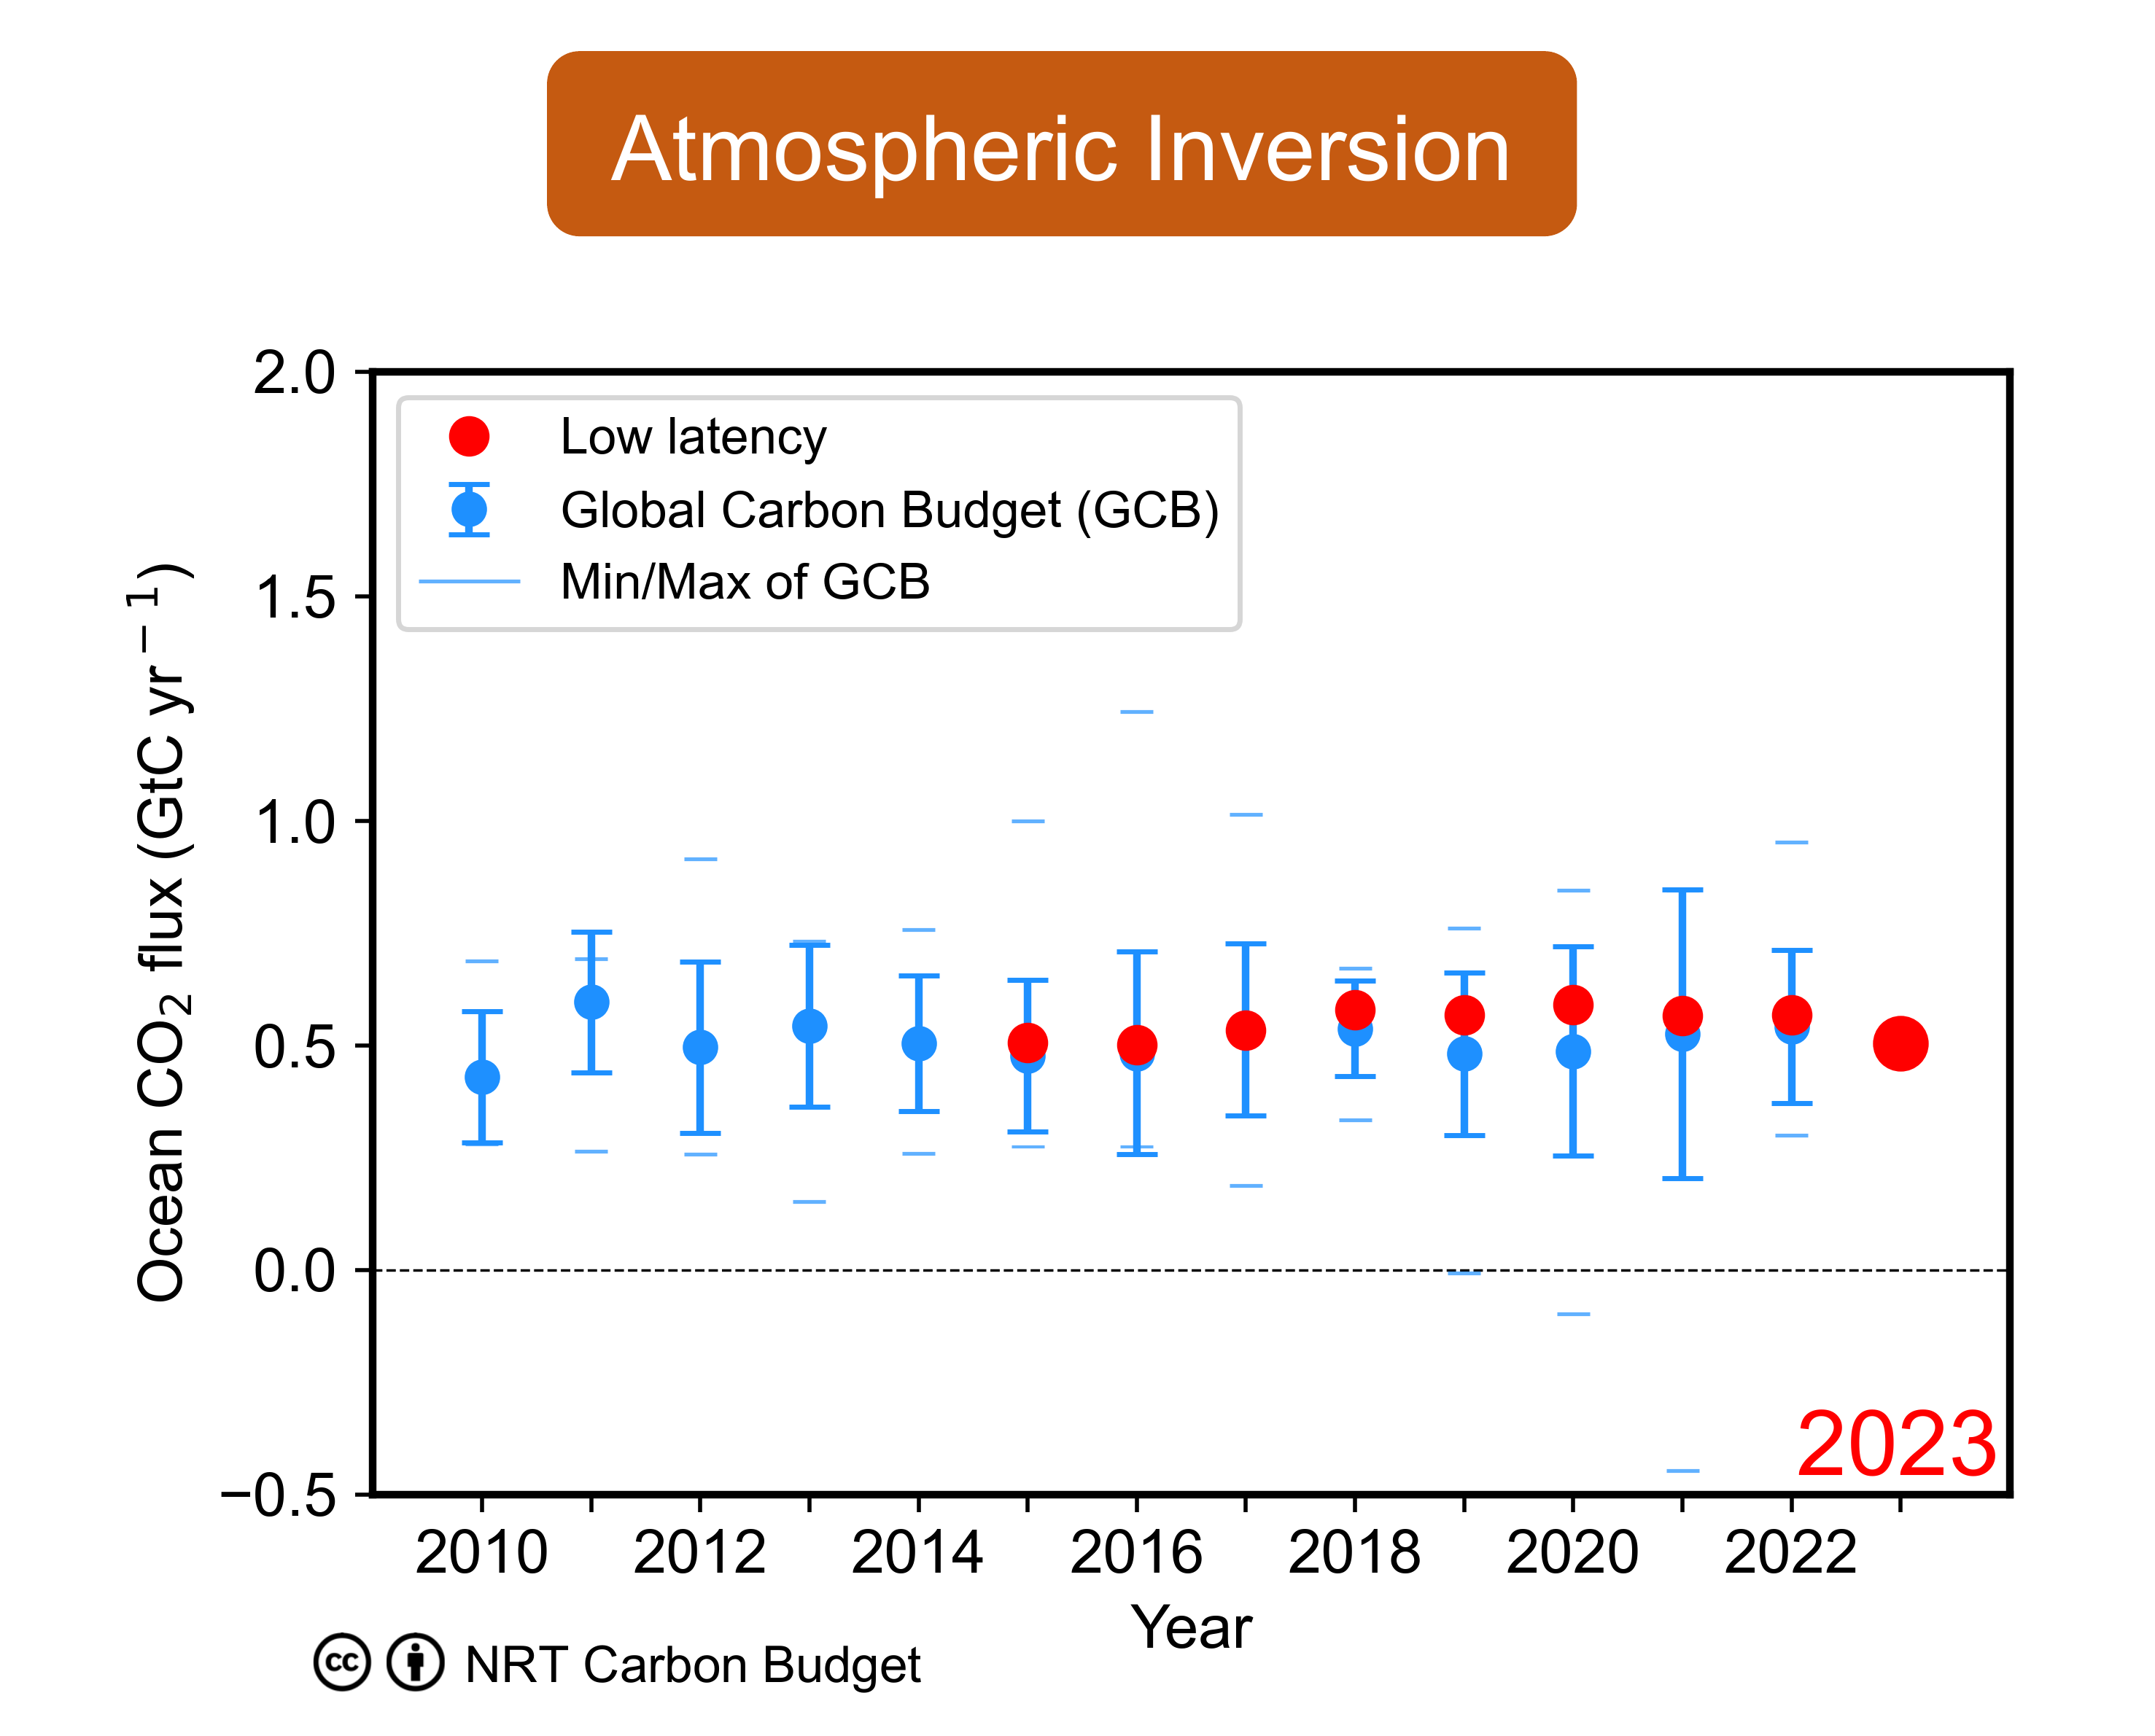 Atmospheric Inversion
Low latency
Global Carbon Budget (GCB)
Min/Max of GCB
Ocean CO₂ flux (GtC yr⁻¹)
2.0
1.5
1.0
0.5
0.0
−0.5
2023
2010 2012 2014 2016 2018 2020 2022
Year
cc NRT Carbon Budget